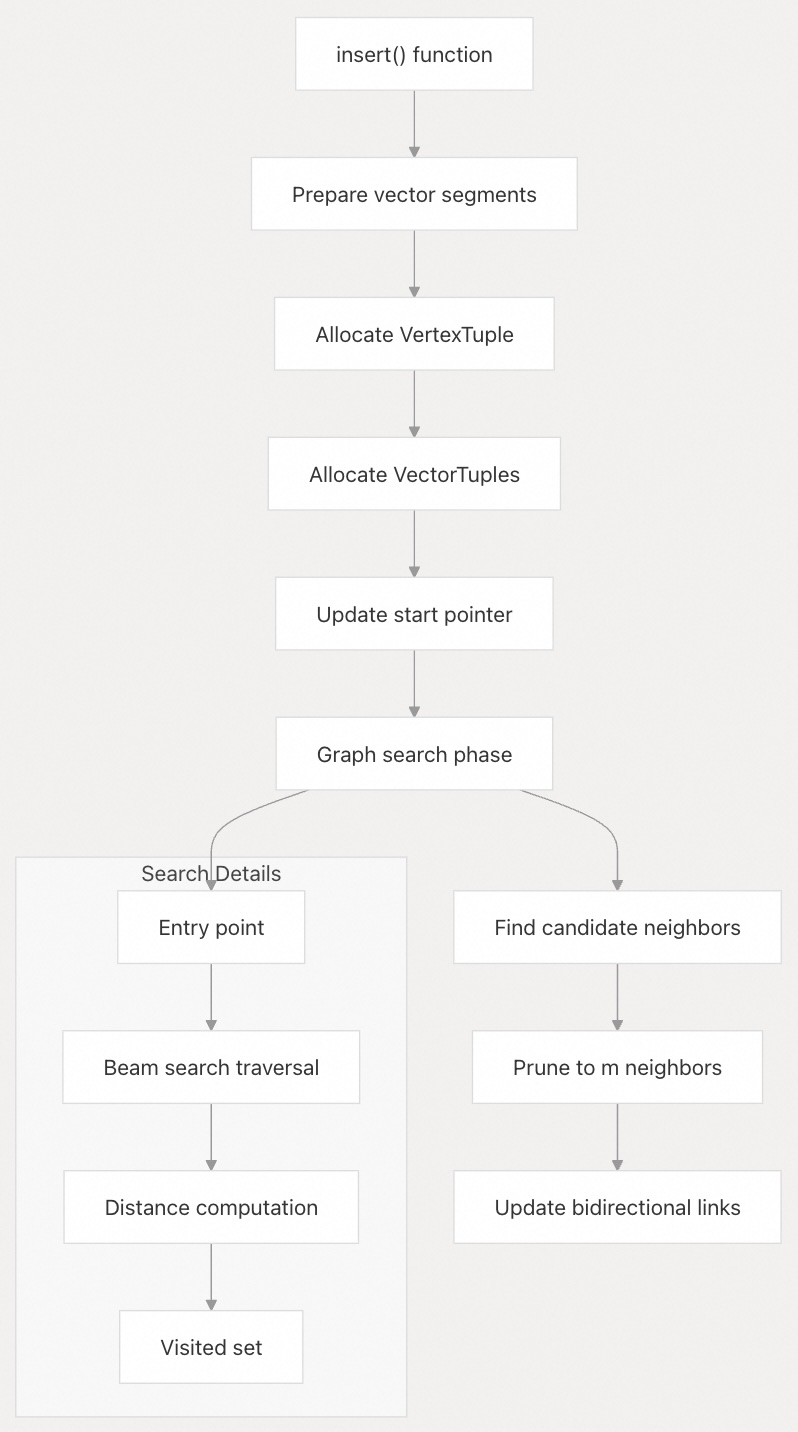 insert() function
Prepare vector segments
Allocate VertexTuple
Allocate VectorTuples
Update start pointer
Graph search phase
Search Details
Entry point
Beam search traversal
Distance computation
Visited set
Find candidate neighbors
Prune to m neighbors
Update bidirectional links